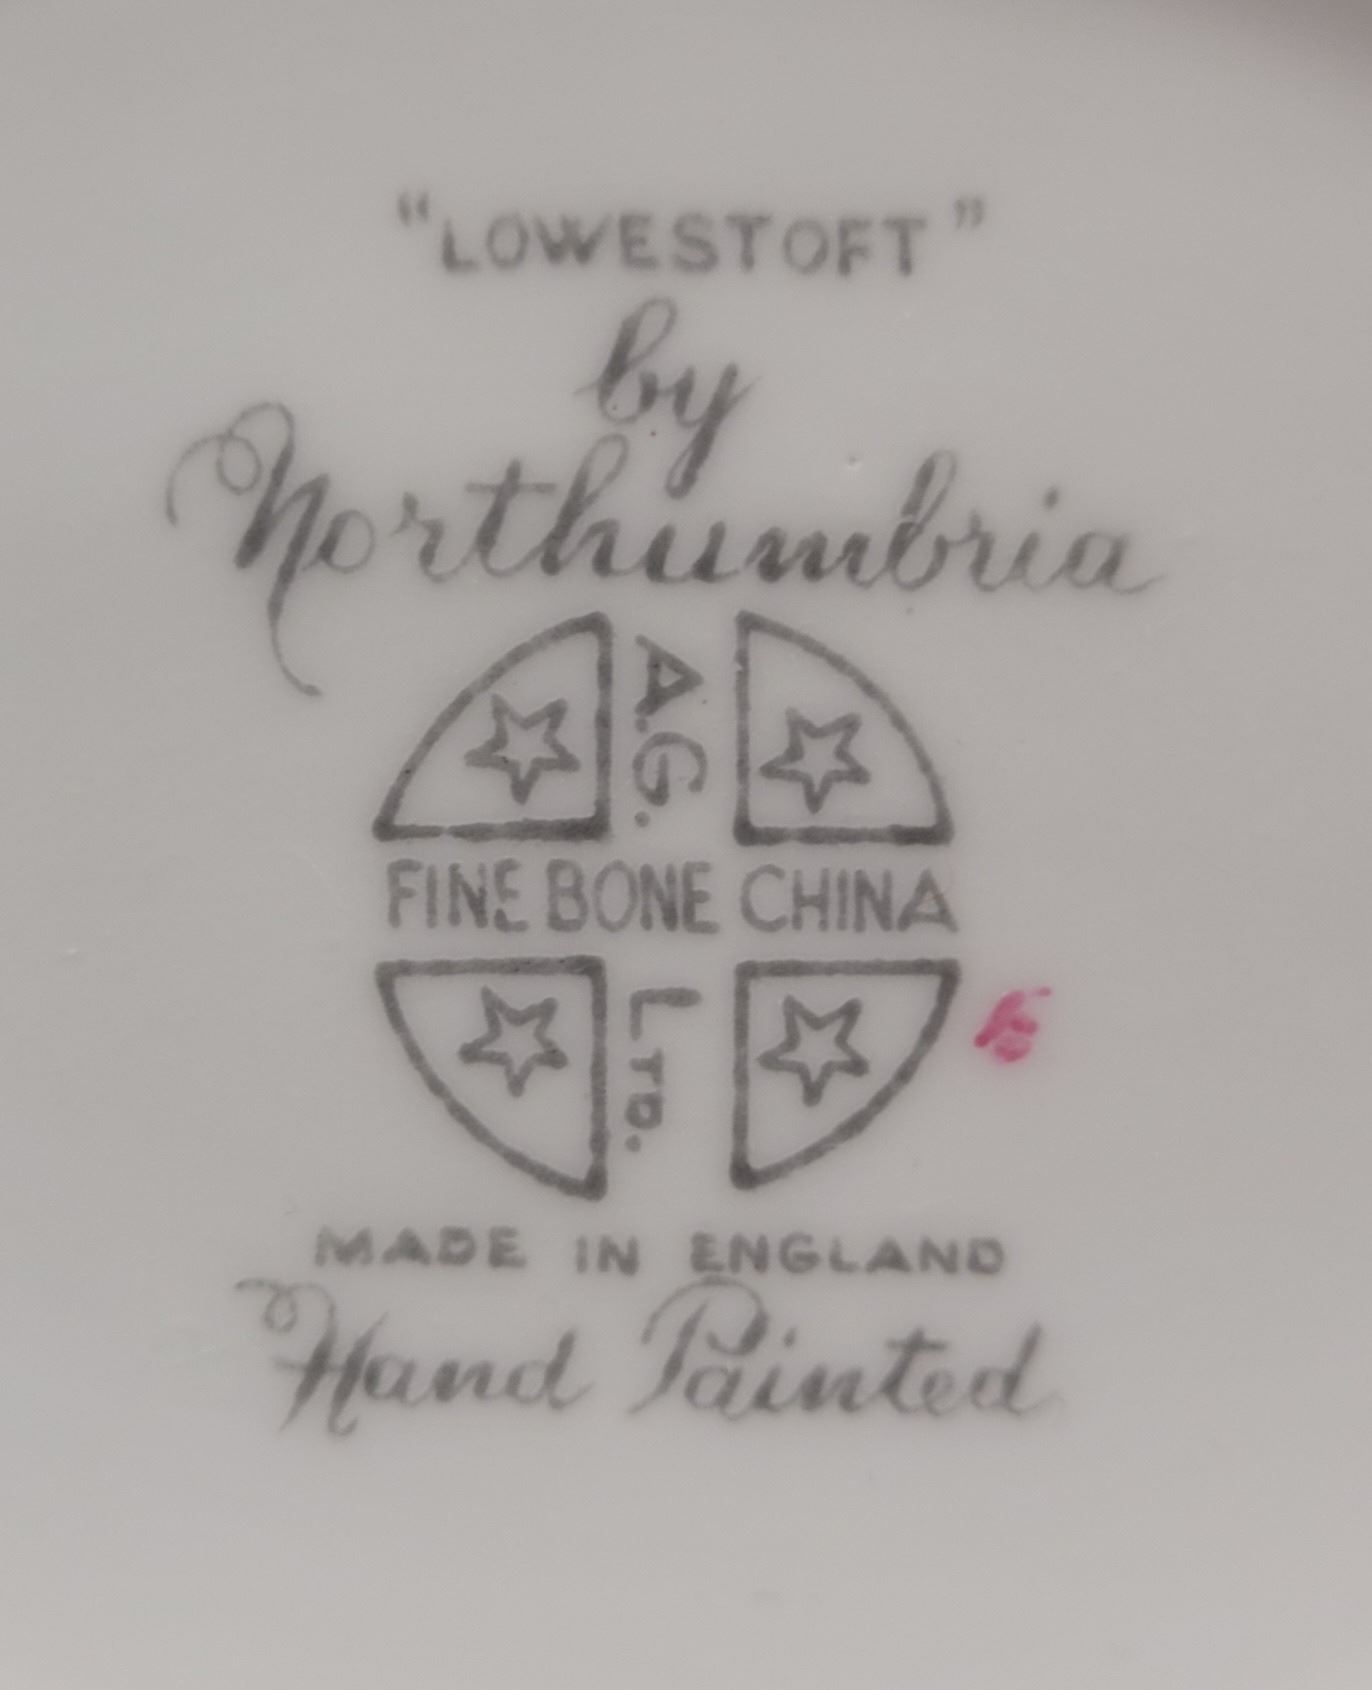 "LOWESTOFT"
by
Northumbria
A.G.
FINE BONE CHINA
LTD.
MADE IN ENGLAND
Hand Painted